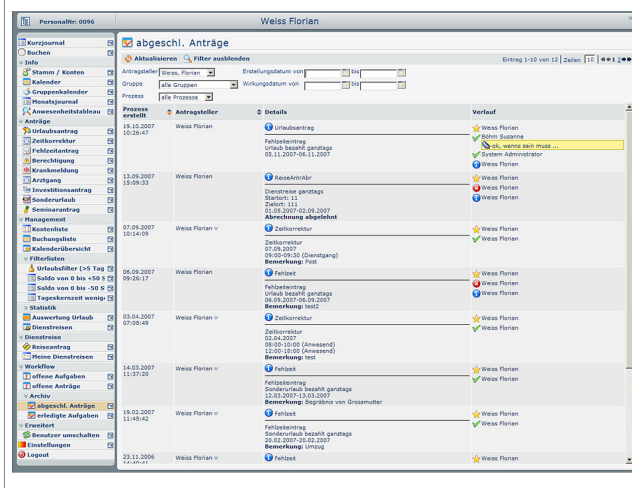 PersonalNr: 0096
Weiss Florian
Kurzjournal
Buchen
Info
Stamm / Konten
Kalender
Gruppenkalender
Monatsjournal
Anwesenheitstableau
Anträge
Urlaubsantrag
Zeitkorrektur
Fehlzeitantrag
Berechtigung
Krankmeldung
Arztgang
Investitionsantrag
Sonderurlaub
Seminarantrag
Management
Kontenliste
Buchungsliste
Kalenderübersicht
Filterlisten
Urlaubsfilter (>5 Tag
Saldo von 0 bis +50 S
Saldo von 0 bis -50 S
Tageskernzeit wenig
Statistik
Auswertung Urlaub
Dienstreisen
Dienstreise
Reiseantrag
Meine Dienstreisen
Workflow
offene Aufgaben
offene Anträge
Archiv
abgeschl. Anträge
erledigte Aufgaben
Erweitert
Benutzer umschalten
Einstellungen
Logout
abgeschl. Anträge
Aktualisieren Filter ausblenden
Eintrag 1-10 von 12 Zeilen 10 1 2
Antragsteller Weiss, Florian Erstellungsdatum von bis
Gruppe alle Gruppen Wirkungsdatum von bis
Prozess alle Prozesse
Prozess erstellt Antragsteller Details Verlauf
19.10.2007 10:26:47
Weiss Florian
Urlaubsantrag
Fehlzeiteintrag
Urlaub bezahlt ganztags
05.11.2007-06.11.2007
Weiss Florian
Böhm Susanne
ok, wenns sein muss ...
System Administrator
Weiss Florian
13.09.2007 15:09:33
Weiss Florian
ReiseAntrAbr
Dienstreise ganztags
Startort: 11
Zielort: 111
01.05.2007-02.09.2007
Abrechnung abgelehnt
Weiss Florian
Weiss Florian
Weiss Florian
07.09.2007 10:14:09
Weiss Florian
Zeitkorrektur
Zeitkorrektur
07.09.2007
09:00-09:30 (Dienstgang)
Bemerkung: Post
Weiss Florian
Weiss Florian
06.09.2007 09:26:17
Weiss Florian
Fehlzeit
Fehlzeiteintrag
Urlaub bezahlt ganztags
06.09.2007-06.09.2007
Bemerkung: test2
Weiss Florian
Weiss Florian
Weiss Florian
03.04.2007 07:08:49
Weiss Florian
Zeitkorrektur
Zeitkorrektur
02.04.2007
08:00-10:00 (Anwesend)
12:00-18:00 (Anwesend)
Bemerkung: test
Weiss Florian
Weiss Florian
14.03.2007 11:37:20
Weiss Florian
Fehlzeit
Fehlzeiteintrag
Sonderurlaub bezahlt ganztags
12.03.2007-13.03.2007
Bemerkung: Begräbnis von Grossmutter
Weiss Florian
Weiss Florian
19.02.2007 11:45:42
Weiss Florian
Fehlzeit
Fehlzeiteintrag
Sonderurlaub bezahlt ganztags
20.02.2007-20.02.2007
Bemerkung: Umzug
Weiss Florian
Weiss Florian
23.11.2006
Weiss Florian
Fehlzeit
Weiss Florian